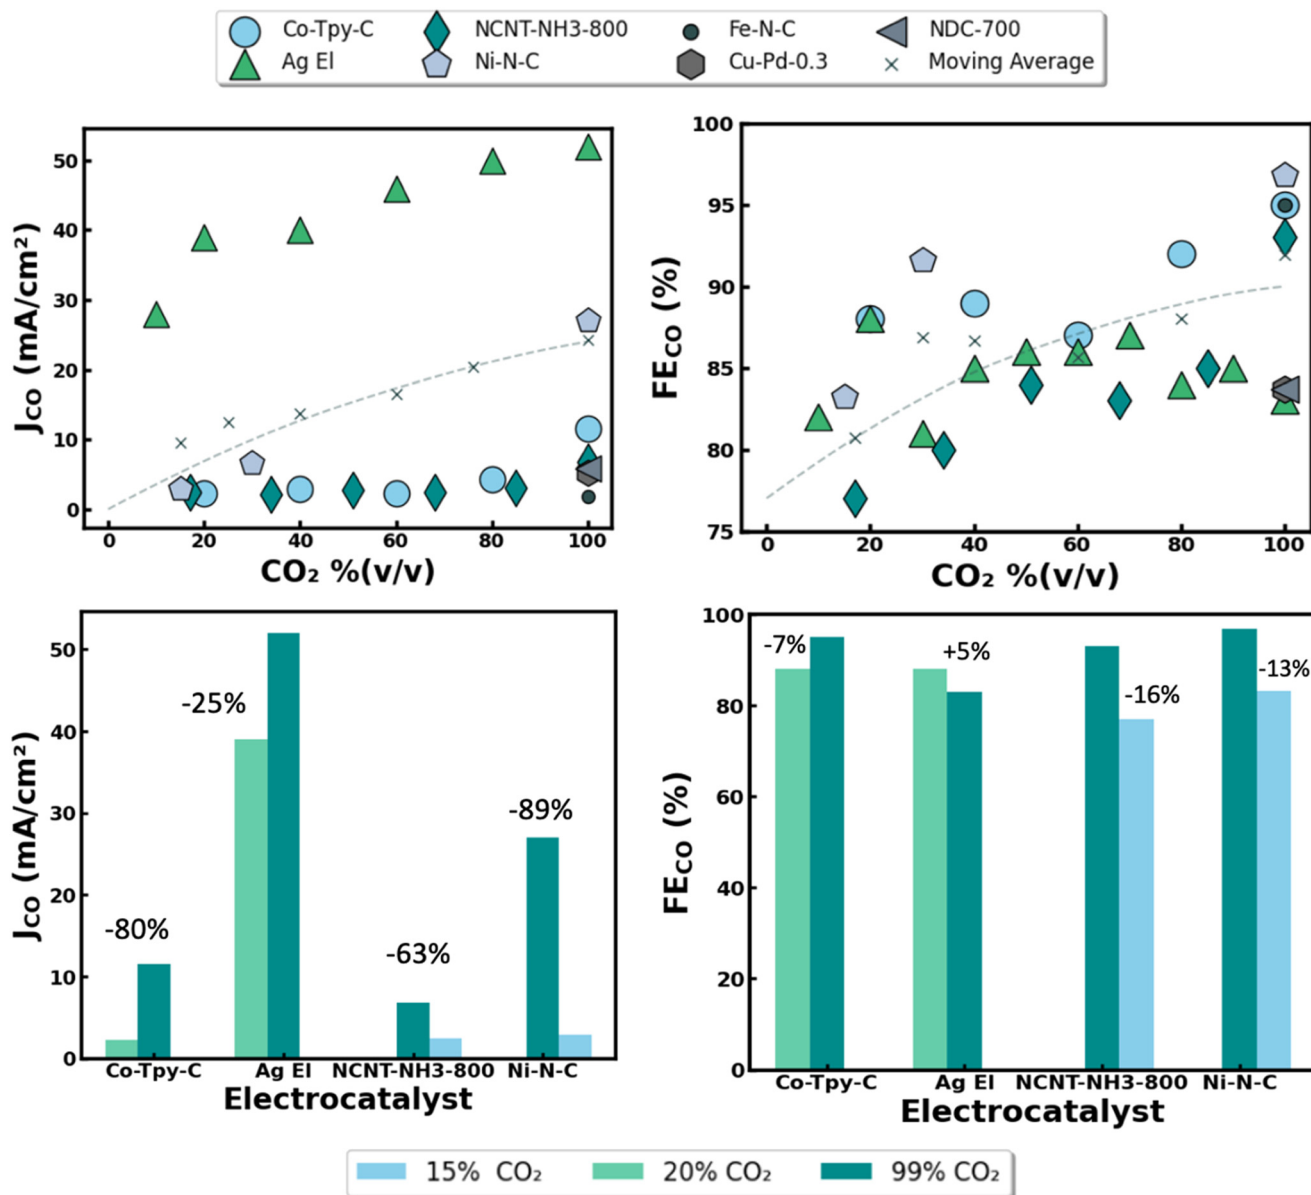 Co-Tpy-C NCNT-NH3-800 Fe-N-C NDC-700
Ag El Ni-N-C Cu-Pd-0.3 Moving Average
50
40
30
20
10
0
Jco (mA/cm²)
0 20 40 60 80 100
CO₂ %(v/v)
100
95
90
85
80
75
FECO (%)
0 20 40 60 80 100
CO₂ %(v/v)
50
40
30
20
10
0
Jco (mA/cm²)
-80%
-25%
-63%
-89%
Co-Tpy-C Ag El NCNT-NH3-800 Ni-N-C
Electrocatalyst
100
80
60
40
20
0
FECO (%)
-7%
+5%
-16%
-13%
Co-Tpy-C Ag El NCNT-NH3-800 Ni-N-C
Electrocatalyst
15% CO₂ 20% CO₂ 99% CO₂